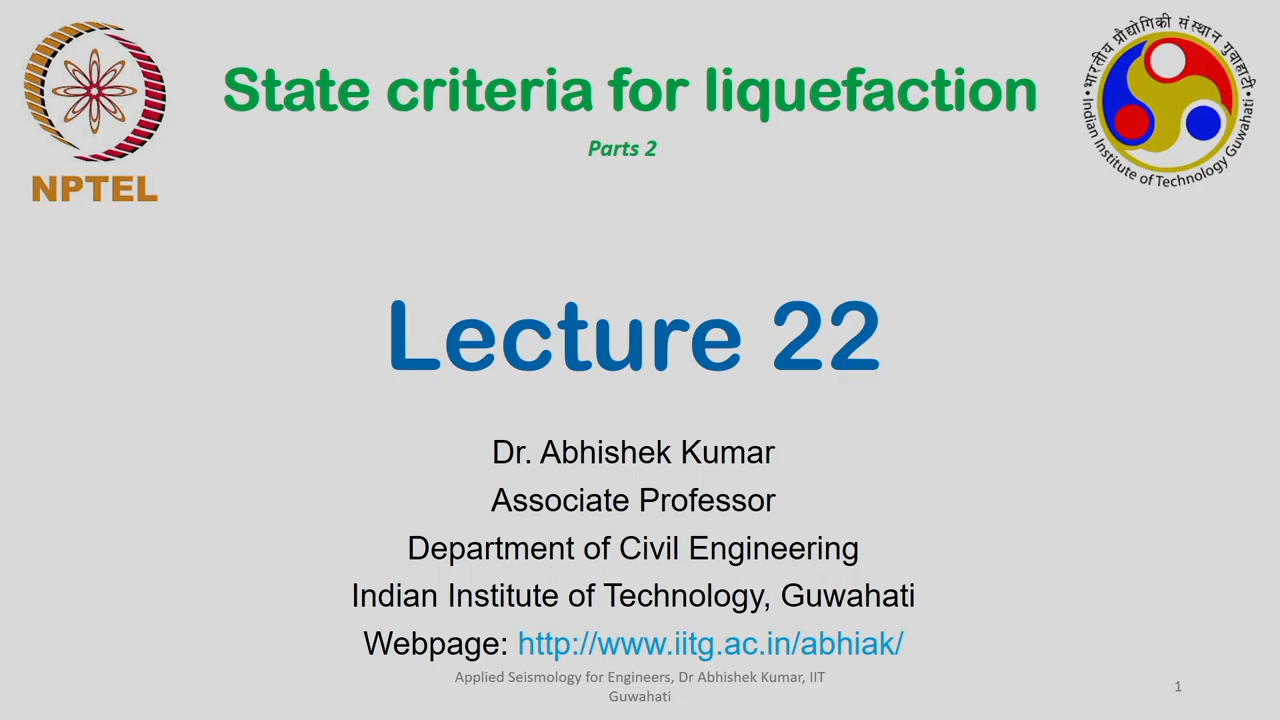 State criteria for liquefaction
Parts 2
NPTEL
भारतीय प्रौद्योगिकी संस्थान गुवाहाटी
Indian Institute of Technology Guwahati
Lecture 22
Dr. Abhishek Kumar
Associate Professor
Department of Civil Engineering
Indian Institute of Technology, Guwahati
Webpage: http://www.iitg.ac.in/abhiak/
Applied Seismology for Engineers, Dr Abhishek Kumar, IIT
Guwahati
1